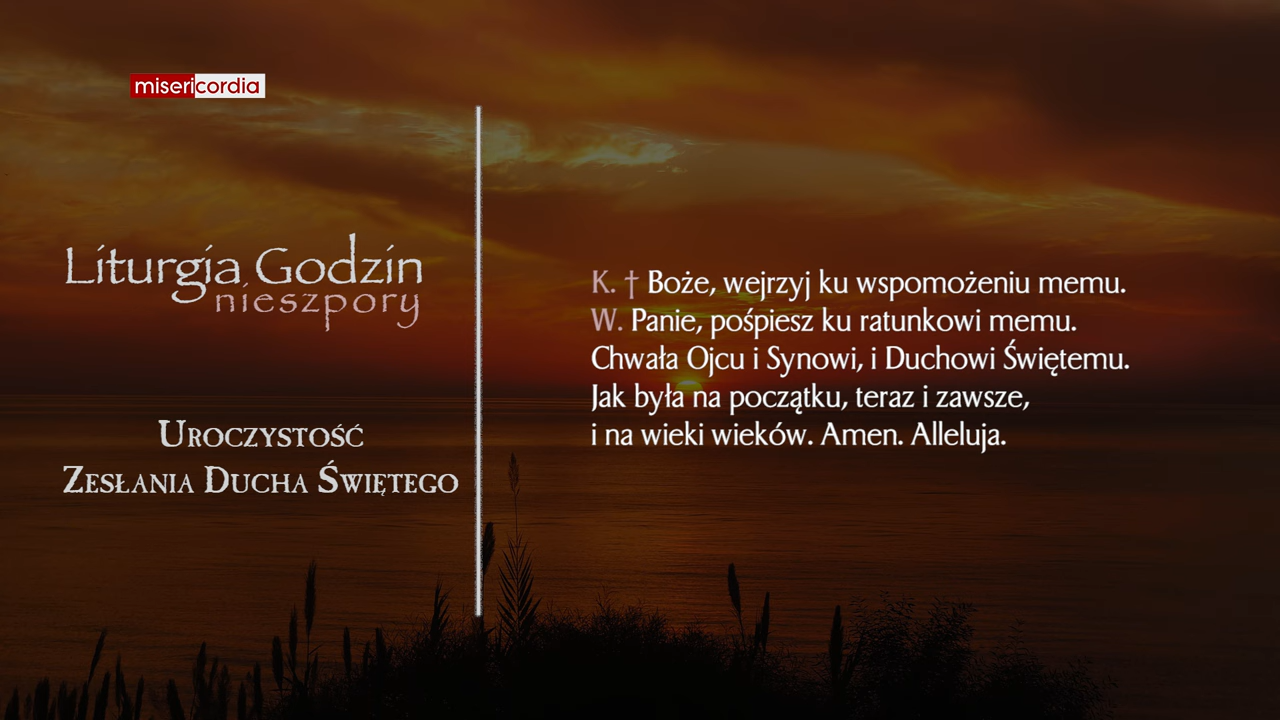 misericordia
Liturgia Godzin
nieszpory
Uroczystość
Zesłania Ducha Świętego
K. † Boże, wejrzyj ku wspomożeniu memu.
W. Panie, pośpiesz ku ratunkowi memu.
Chwała Ojcu i Synowi, i Duchowi Świętemu.
Jak była na początku, teraz i zawsze,
i na wieki wieków. Amen. Alleluja.